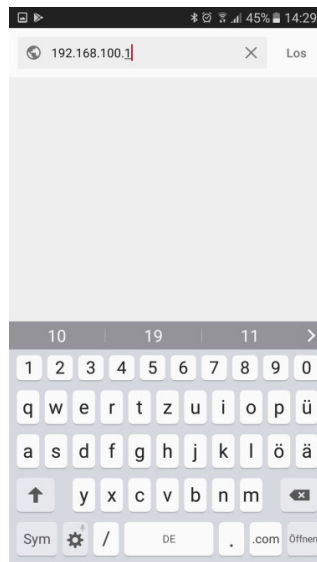 45% 14:29
192.168.100.1 Los
10 19 11
1 2 3 4 5 6 7 8 9 0
q w e r t z u i o p ü
a s d f g h j k l ö ä
y x c v b n m
Sym / DE . .com Öffnen